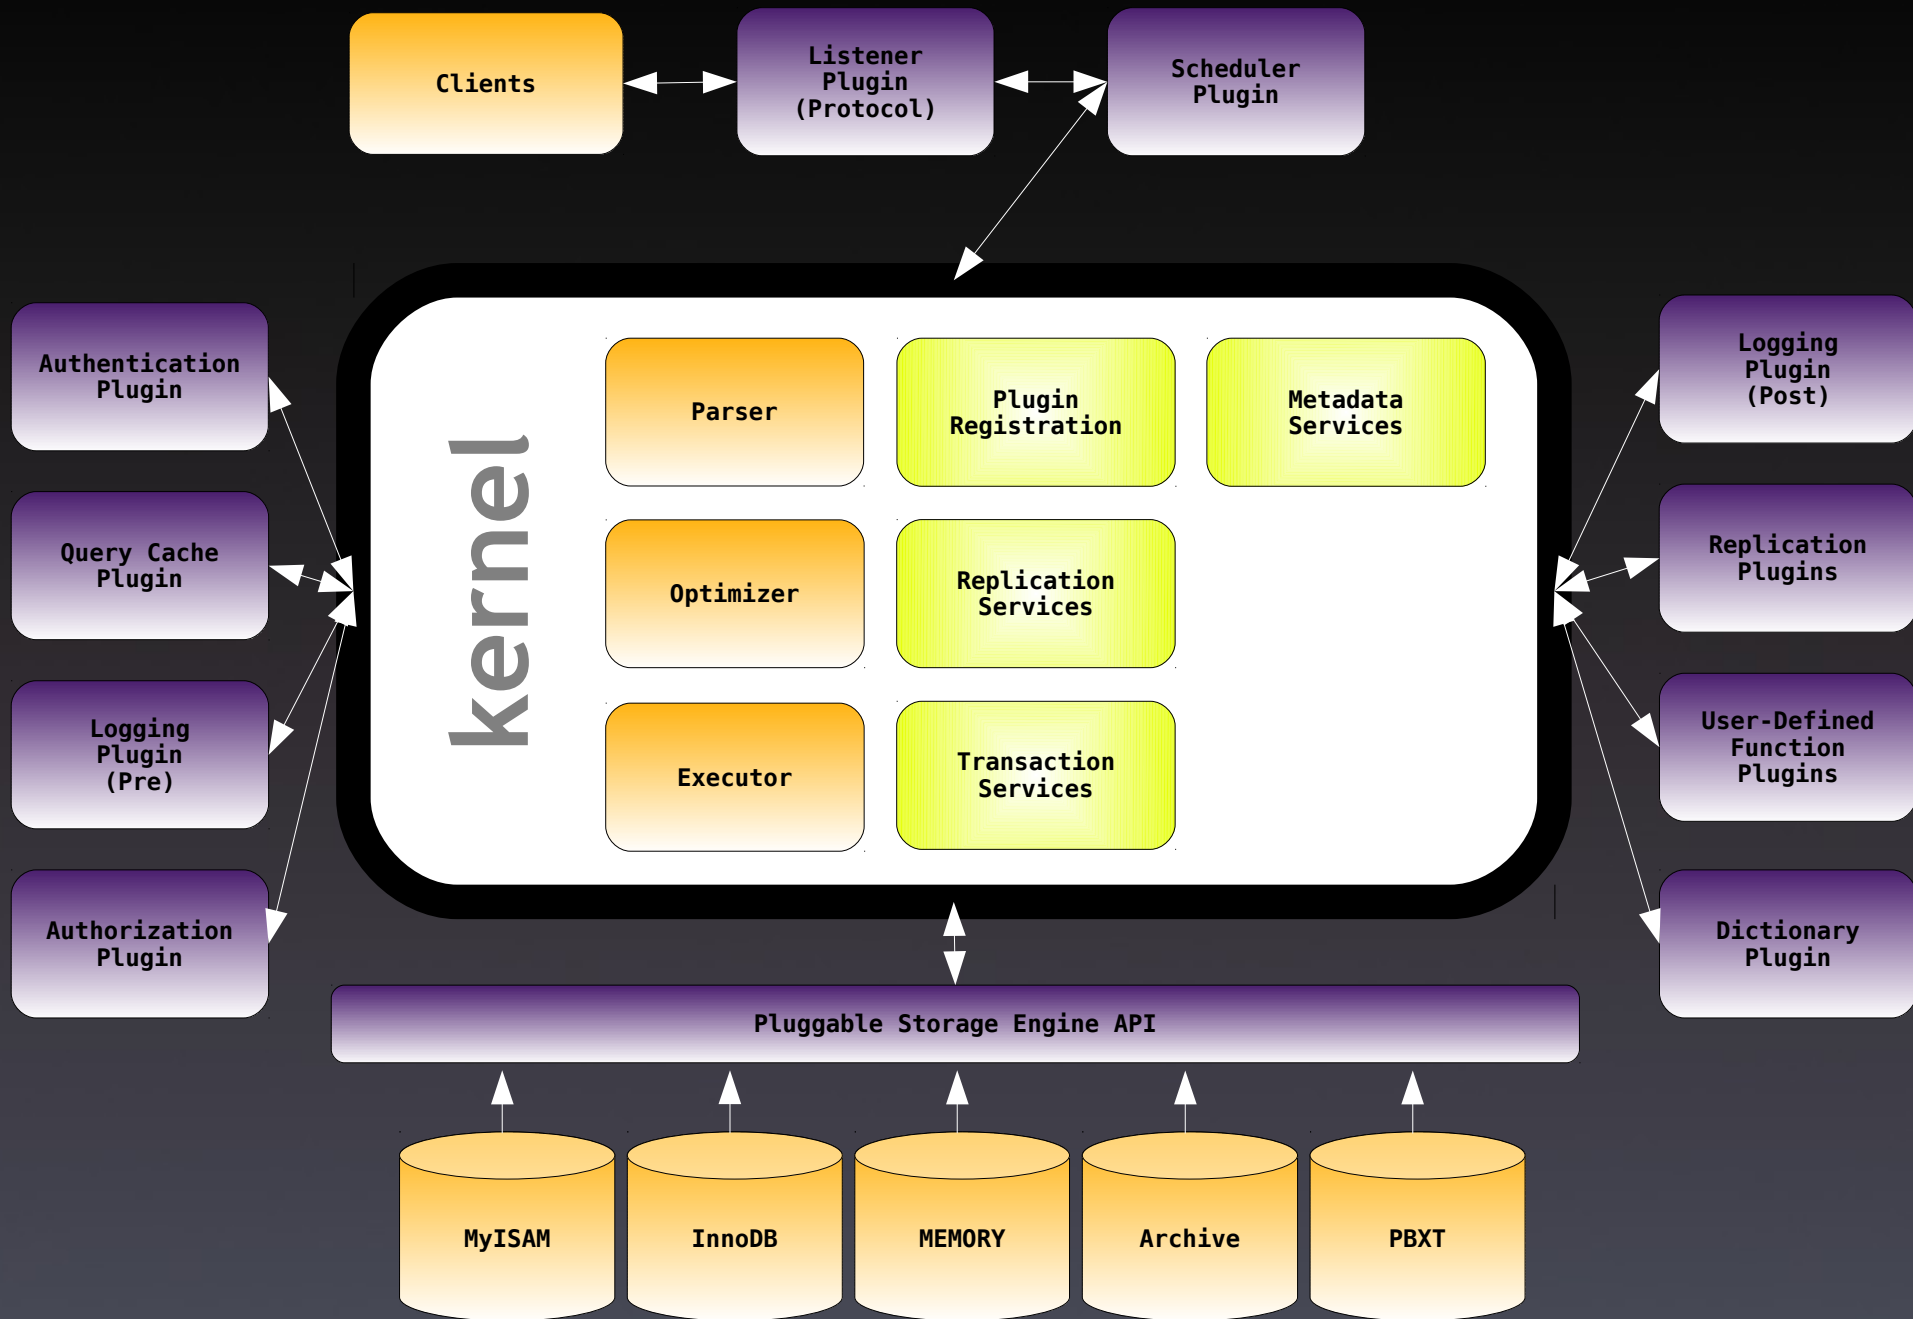 Clients
Listener
Plugin
(Protocol)
Scheduler
Plugin
Authentication
Plugin
Query Cache
Plugin
Logging
Plugin
(Pre)
Authorization
Plugin
kernel
Parser
Plugin
Registration
Metadata
Services
Optimizer
Replication
Services
Executor
Transaction
Services
Logging
Plugin
(Post)
Replication
Plugins
User-Defined
Function
Plugins
Dictionary
Plugin
Pluggable Storage Engine API
MyISAM
InnoDB
MEMORY
Archive
PBXT